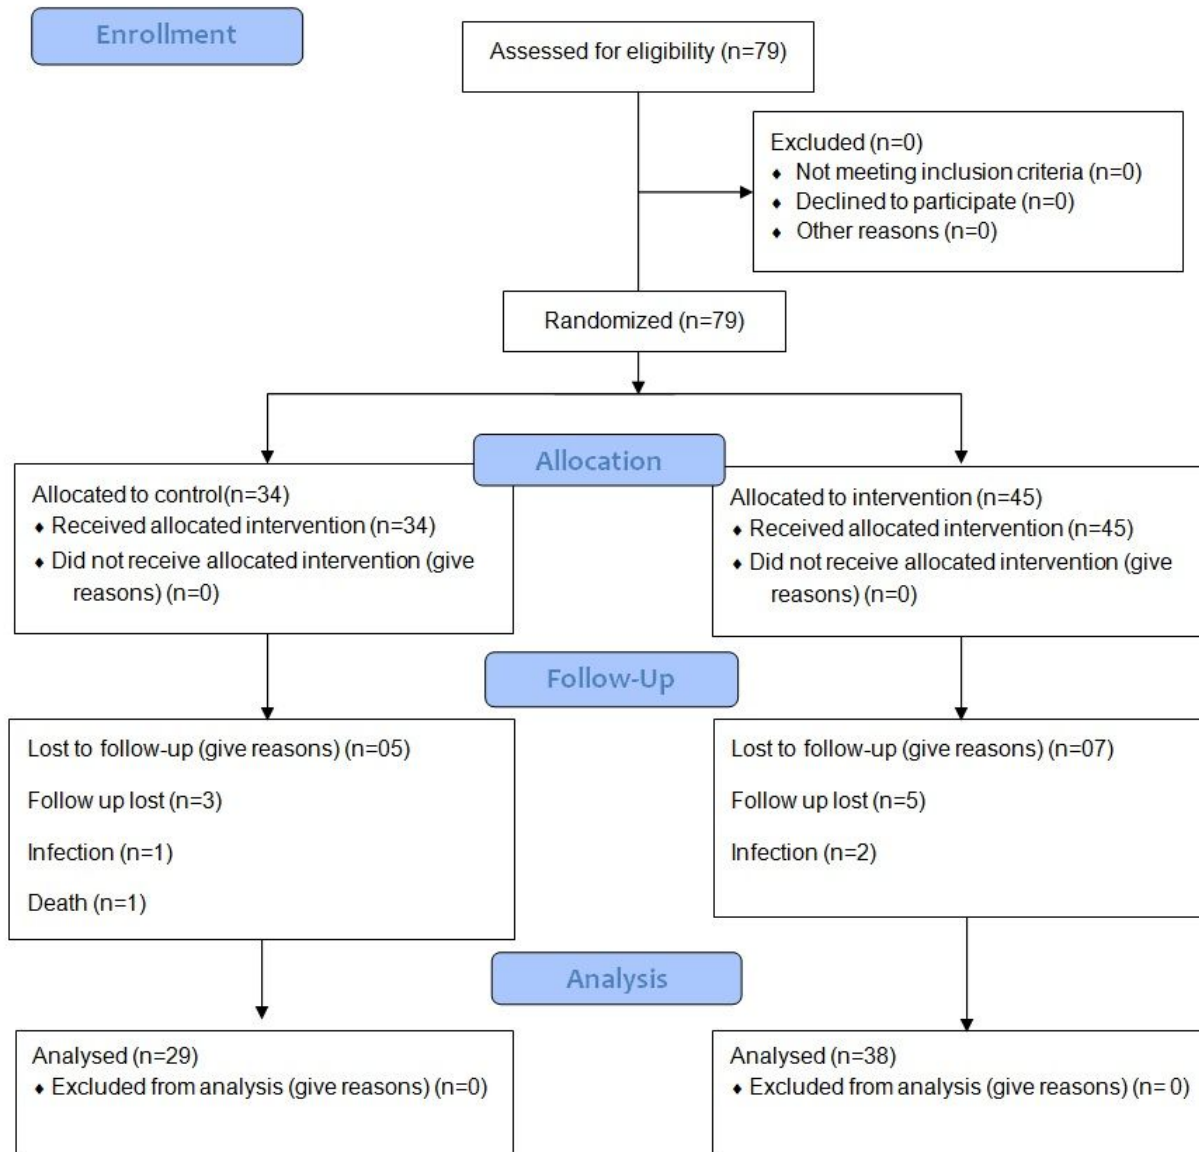 Enrollment
Assessed for eligibility (n=79)
Excluded (n=0)
♦ Not meeting inclusion criteria (n=0)
♦ Declined to participate (n=0)
♦ Other reasons (n=0)
Randomized (n=79)
Allocation
Allocated to control(n=34)
♦ Received allocated intervention (n=34)
♦ Did not receive allocated intervention (give
reasons) (n=0)
Allocated to intervention (n=45)
♦ Received allocated intervention (n=45)
♦ Did not receive allocated intervention (give
reasons) (n=0)
Follow-Up
Lost to follow-up (give reasons) (n=05)
Follow up lost (n=3)
Infection (n=1)
Death (n=1)
Lost to follow-up (give reasons) (n=07)
Follow up lost (n=5)
Infection (n=2)
Analysis
Analysed (n=29)
♦ Excluded from analysis (give reasons) (n=0)
Analysed (n=38)
♦ Excluded from analysis (give reasons) (n= 0)